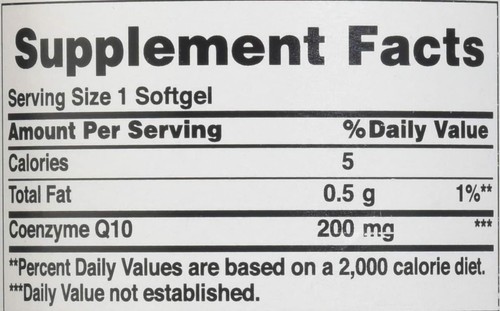 Supplement Facts
Serving Size 1 Softgel
Amount Per Serving %Daily Value
Calories 5
Total Fat 0.5 g 1%**
Coenzyme Q10 200 mg ***
**Percent Daily Values are based on a 2,000 calorie diet.
***Daily Value not established.